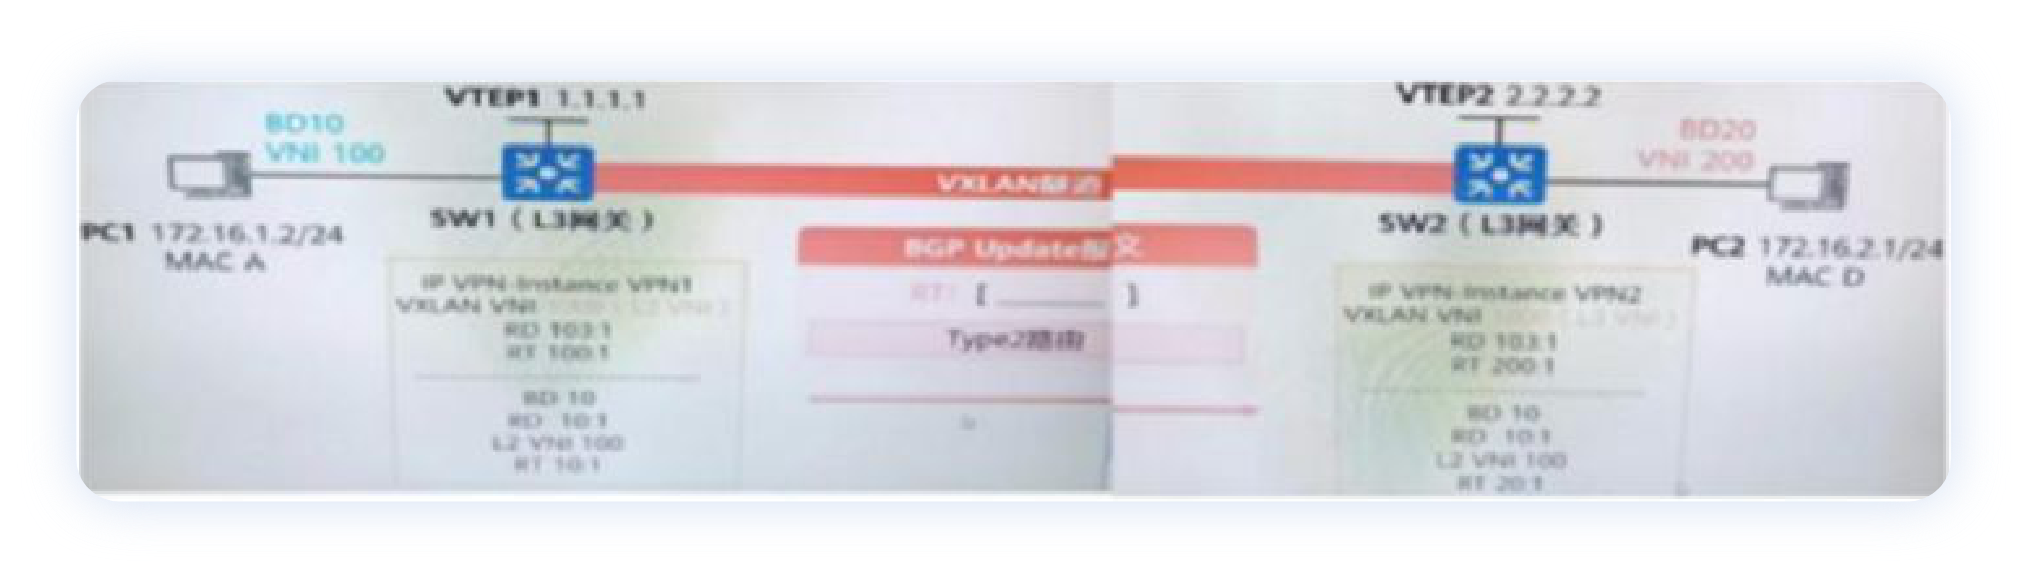 VTEP1 1.1.1.1
BD10
VNI 100
PC1 172.16.1.2/24
MAC A
SW1（L3网关）
IP VPN-Instance VPN1
VXLAN VNI
RD 103:1
RT 100:1
BD 10
RD 10:1
L2 VNI 100
RT 10:1
VXLAN隧道
BGP Update报文
RT: [ ________ ]
Type2路由
VTEP2 2.2.2.2
BD20
VNI 200
SW2（L3网关）
PC2 172.16.2.1/24
MAC D
IP VPN-Instance VPN2
VXLAN VNI
RD 103:1
RT 200:1
BD 10
RD 10:1
L2 VNI 100
RT 20:1